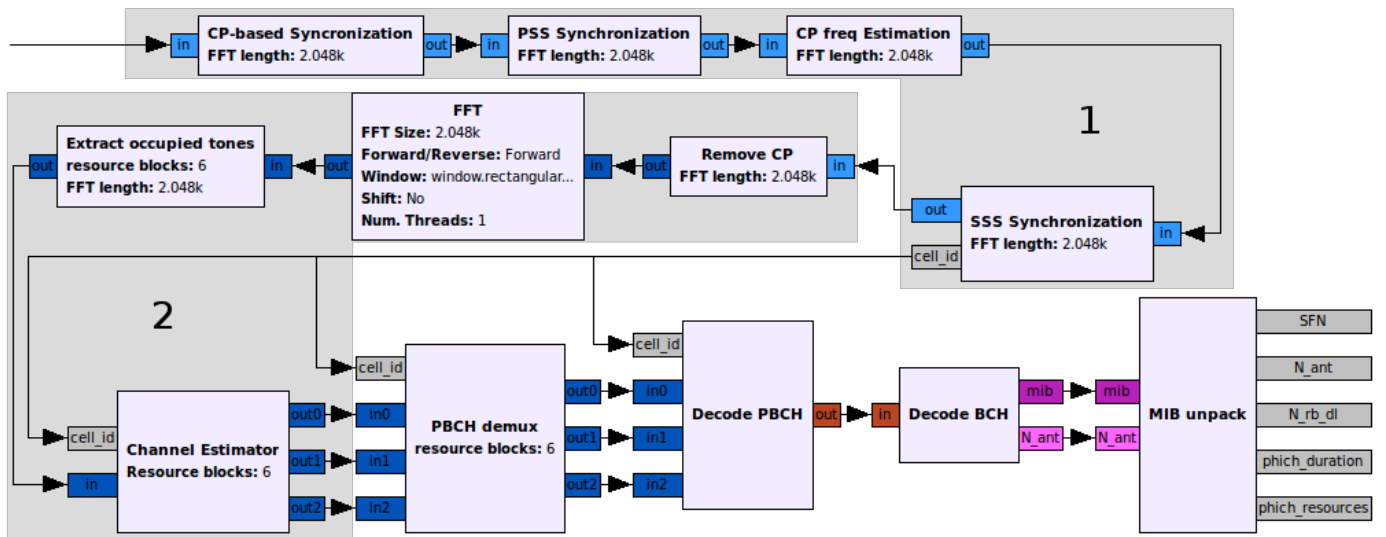 CP-based Syncronization
in
FFT length: 2.048k
out
PSS Synchronization
in
FFT length: 2.048k
out
CP freq Estimation
in
FFT length: 2.048k
out
1
FFT
FFT Size: 2.048k
Forward/Reverse: Forward
Window: window.rectangular...
Shift: No
Num. Threads: 1
out
in
Extract occupied tones
resource blocks: 6
FFT length: 2.048k
out
in
Remove CP
FFT length: 2.048k
out
in
SSS Synchronization
FFT length: 2.048k
out
cell_id
in
2
Channel Estimator
Resource blocks: 6
cell_id
in
out0
out1
out2
PBCH demux
resource blocks: 6
cell_id
in0
in1
in2
out0
out1
out2
Decode PBCH
cell_id
in0
in1
in2
out
Decode BCH
in
mib
N_ant
MIB unpack
mib
N_ant
SFN
N_ant
N_rb_dl
phich_duration
phich_resources